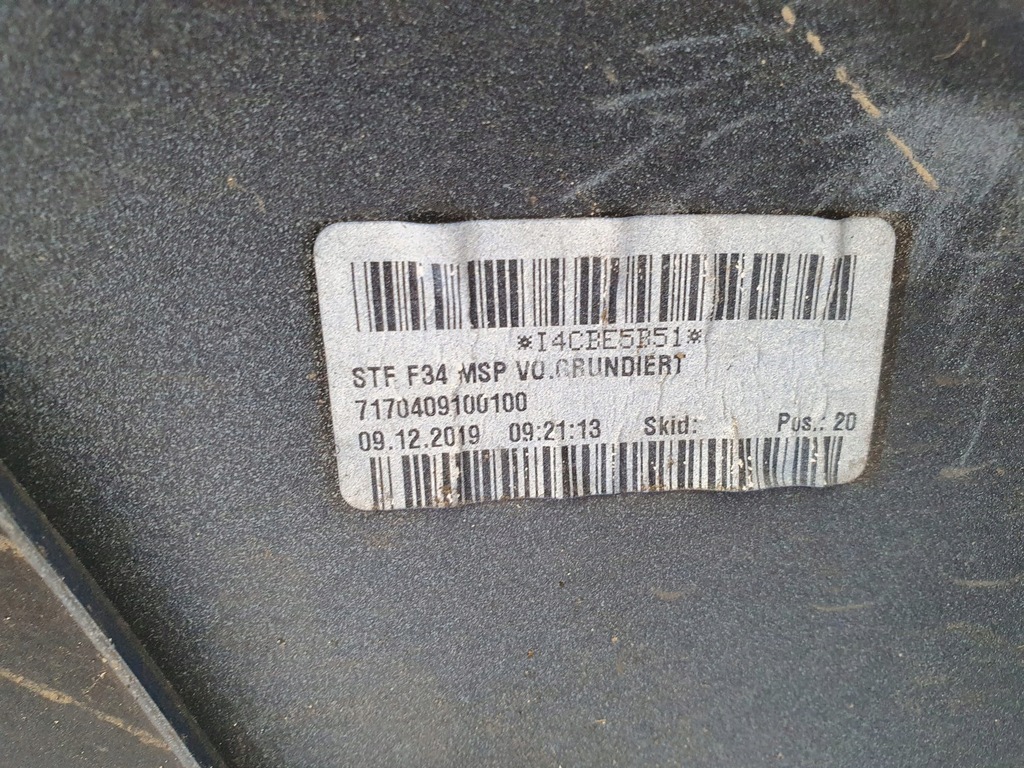 *I4CBE5B51*
STF F34 MSP VO.GRUNDIERT
7170409100100
09.12.2019 09:21:13 Skid: Pos.: 20